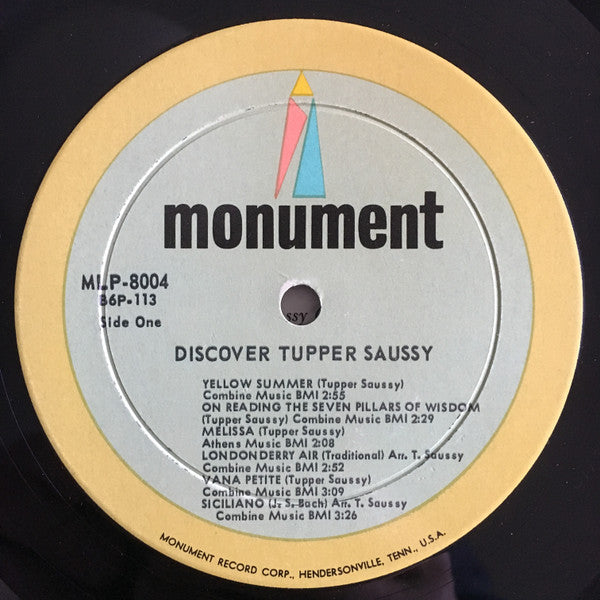 monument
MLP-8004
B6P-113
Side One
DISCOVER TUPPER SAUSSY
YELLOW SUMMER (Tupper Saussy)
Combine Music BMI 2:55
ON READING THE SEVEN PILLARS OF WISDOM
(Tupper Saussy) Combine Music BMI 2:29
MELISSA (Tupper Saussy)
Athens Music BMI 2:08
LONDONDERRY AIR (Traditional) Arr. T. Saussy
Combine Music BMI 2:52
VANA PETITE (Tupper Saussy)
Combine Music BMI 3:09
SICILIANO (J. S. Bach) Arr. T. Saussy
Combine Music BMI 3:26
MONUMENT RECORD CORP., HENDERSONVILLE, TENN., U.S.A.